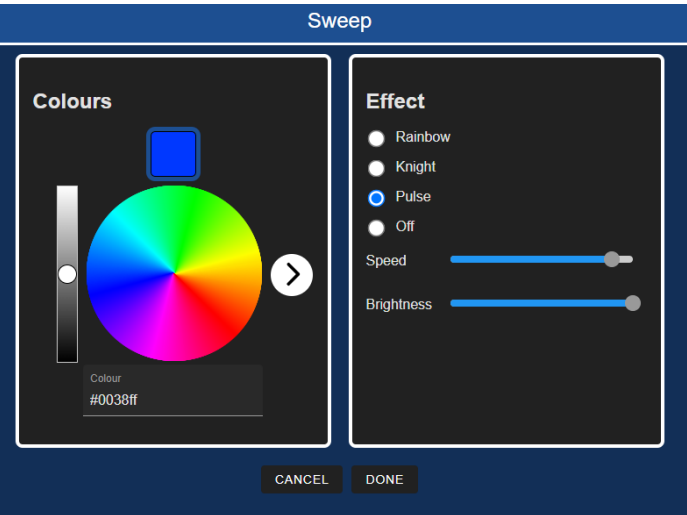 Sweep
Colours
Colour
#0038ff
Effect
Rainbow
Knight
Pulse
Off
Speed
Brightness
CANCEL
DONE